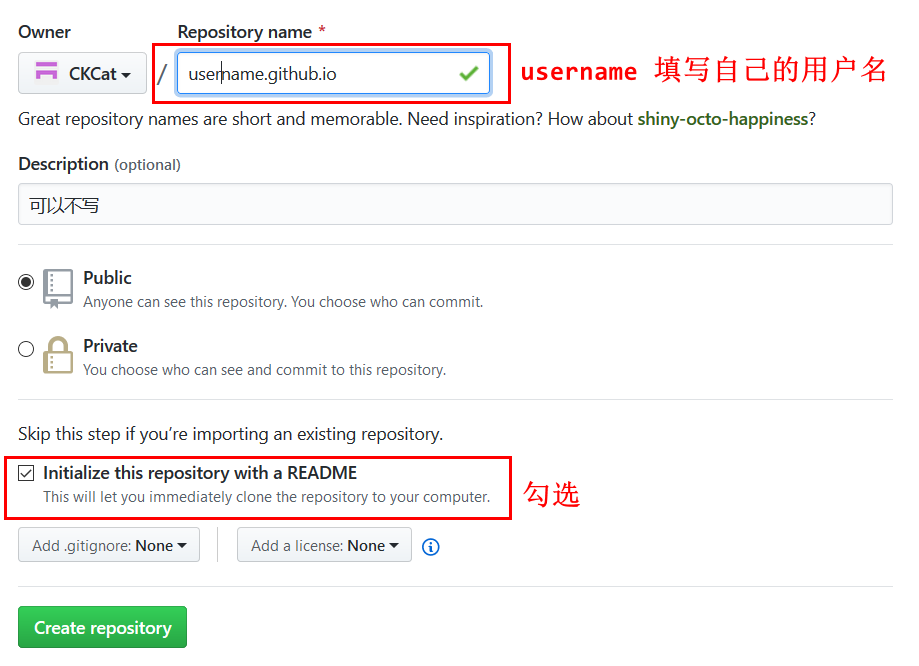 Owner
Repository name *
CKCat
/
username.github.io
username 填写自己的用户名
Great repository names are short and memorable. Need inspiration? How about shiny-octo-happiness?
Description (optional)
可以不写
Public
Anyone can see this repository. You choose who can commit.
Private
You choose who can see and commit to this repository.
Skip this step if you’re importing an existing repository.
Initialize this repository with a README
This will let you immediately clone the repository to your computer.
勾选
Add .gitignore: None
Add a license: None
Create repository